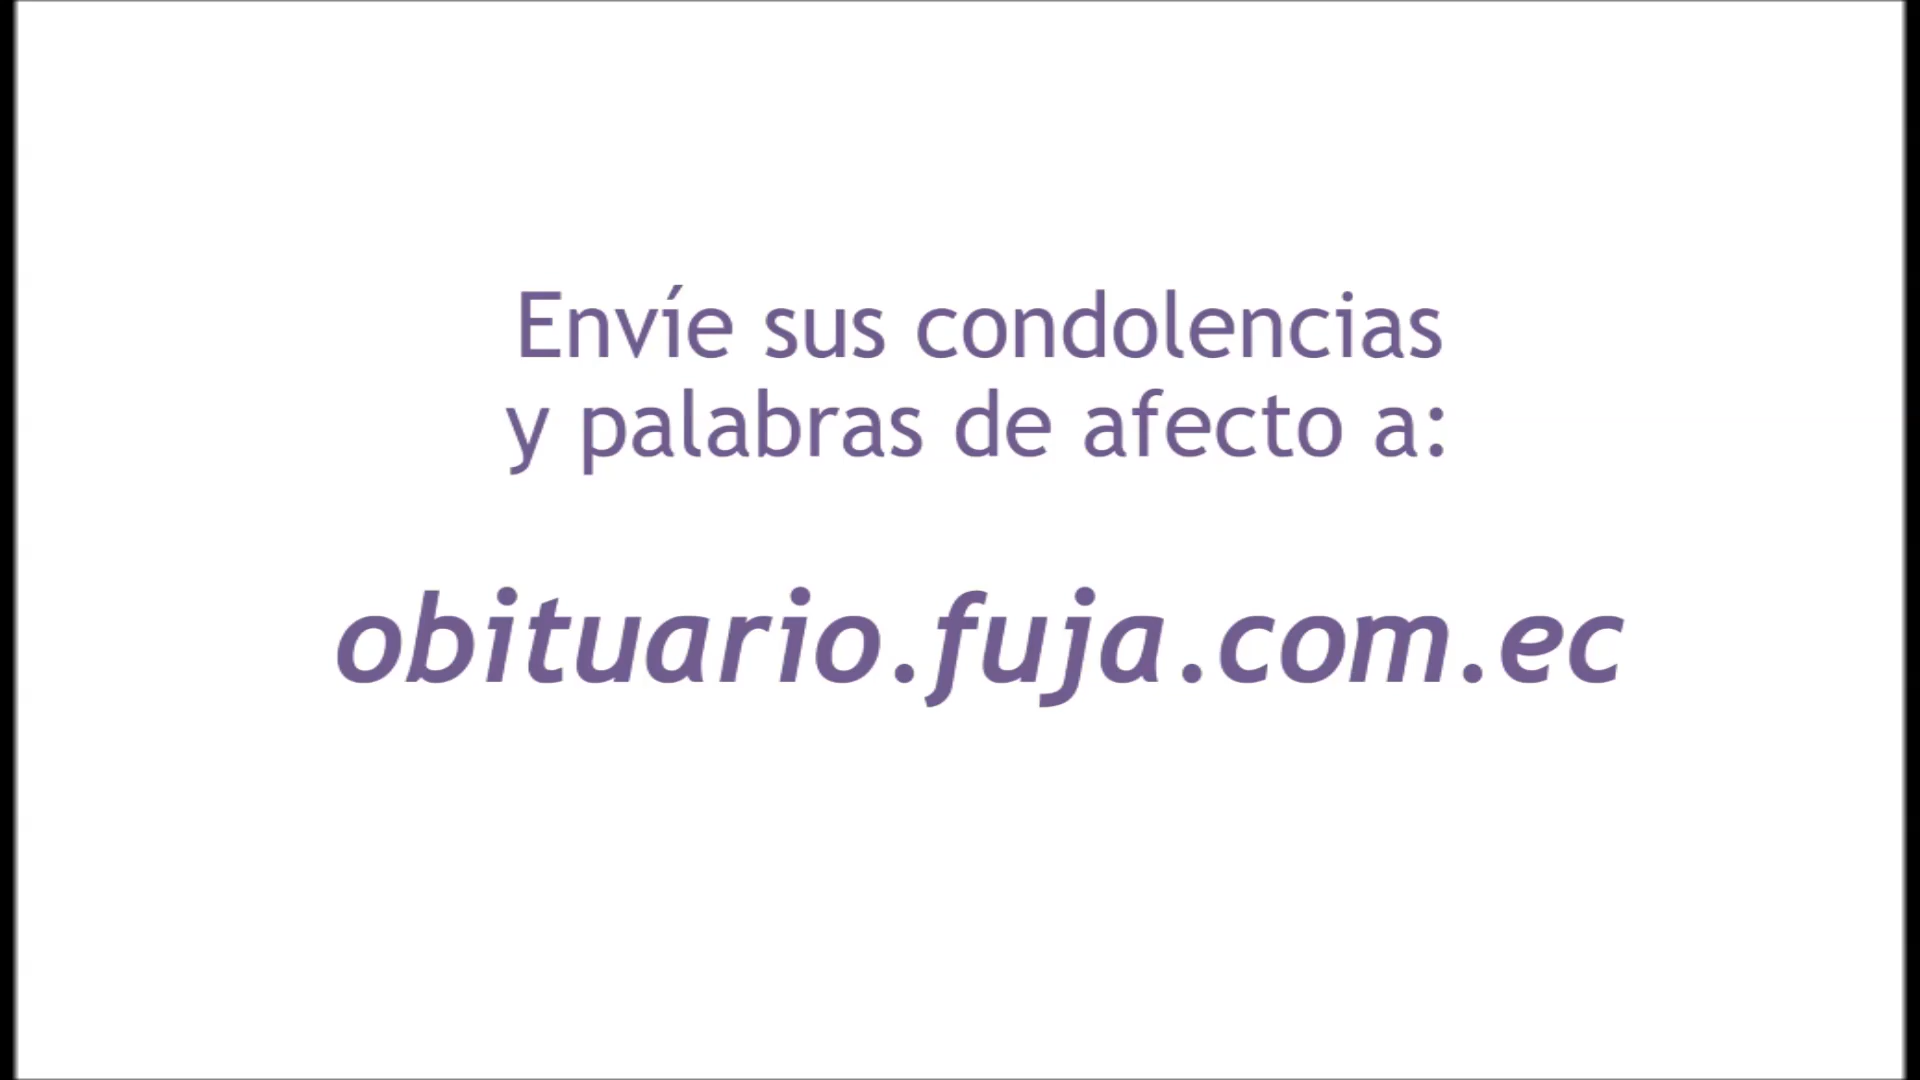 Envíe sus condolencias
y palabras de afecto a:
obituario.fuja.com.ec